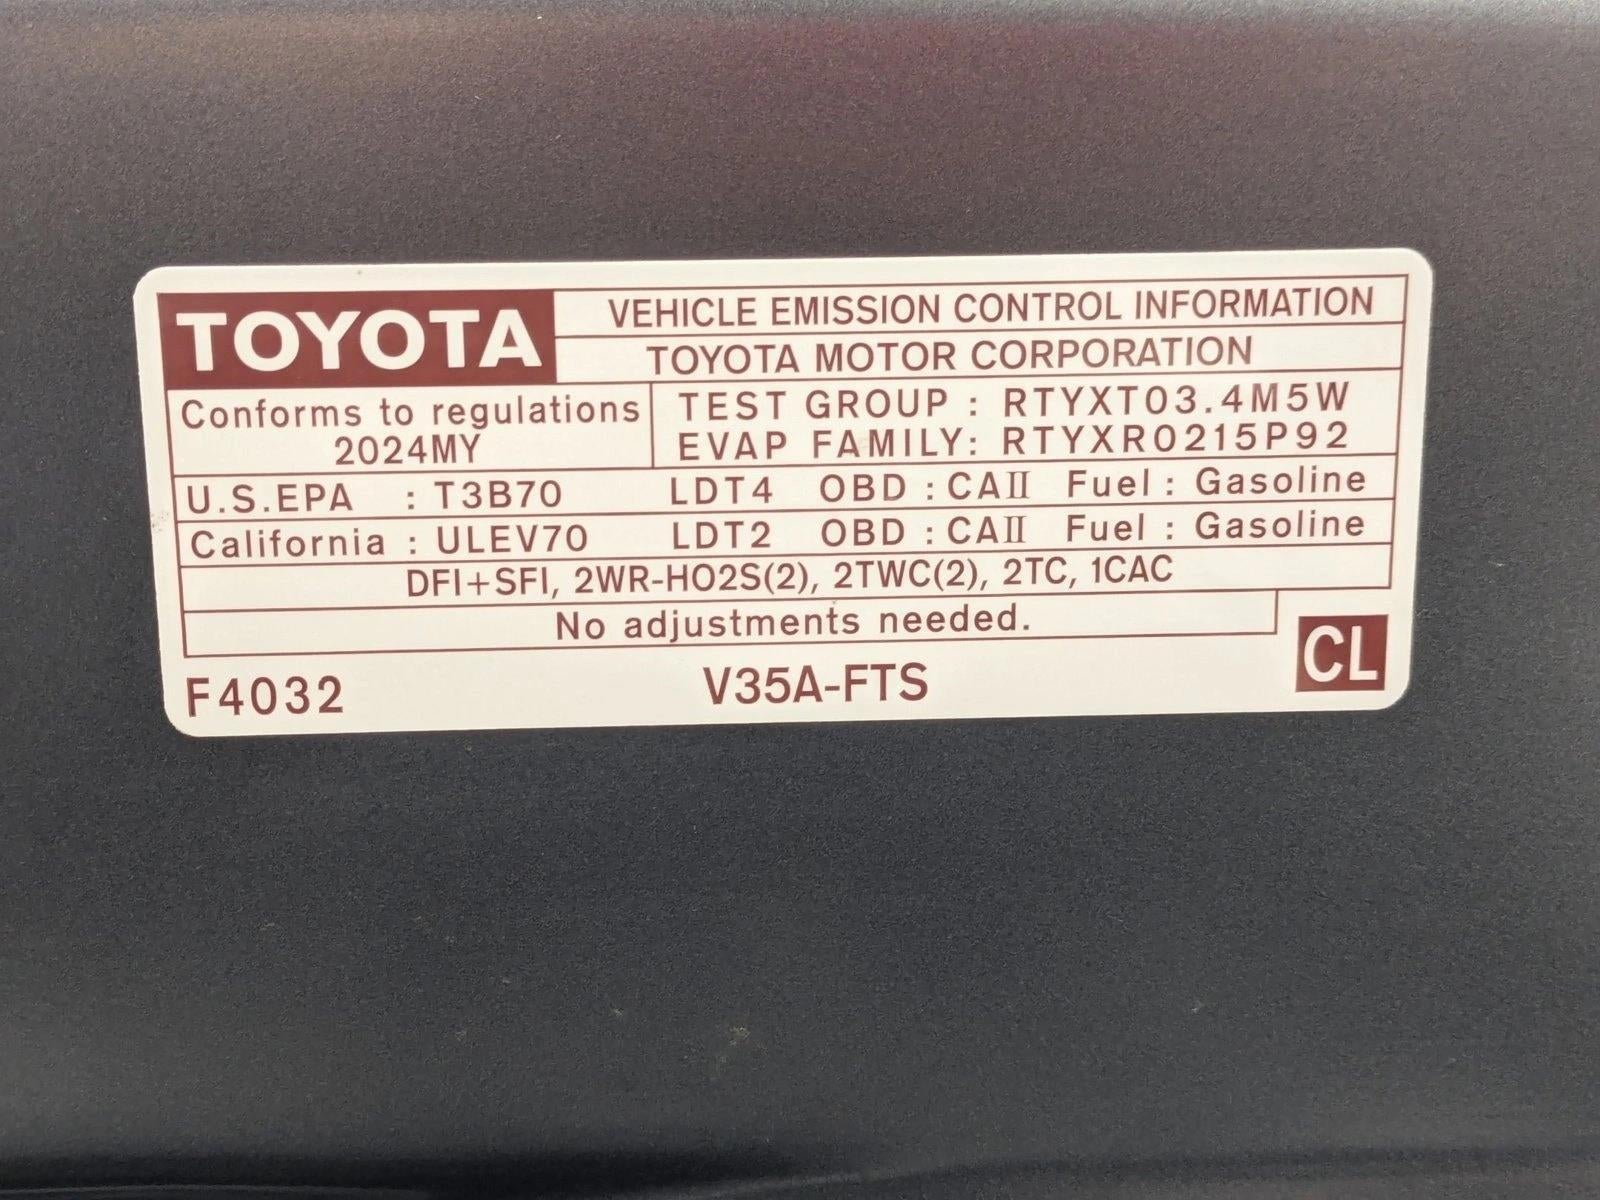 TOYOTA
VEHICLE EMISSION CONTROL INFORMATION
TOYOTA MOTOR CORPORATION
Conforms to regulations
2024MY
TEST GROUP : RTYXT03.4M5W
EVAP FAMILY: RTYXR0215P92
U.S.EPA : T3B70 LDT4 OBD : CAII Fuel : Gasoline
California : ULEV70 LDT2 OBD : CAII Fuel : Gasoline
DFI+SFI, 2WR-HO2S(2), 2TWC(2), 2TC, 1CAC
No adjustments needed.
F4032 V35A-FTS CL